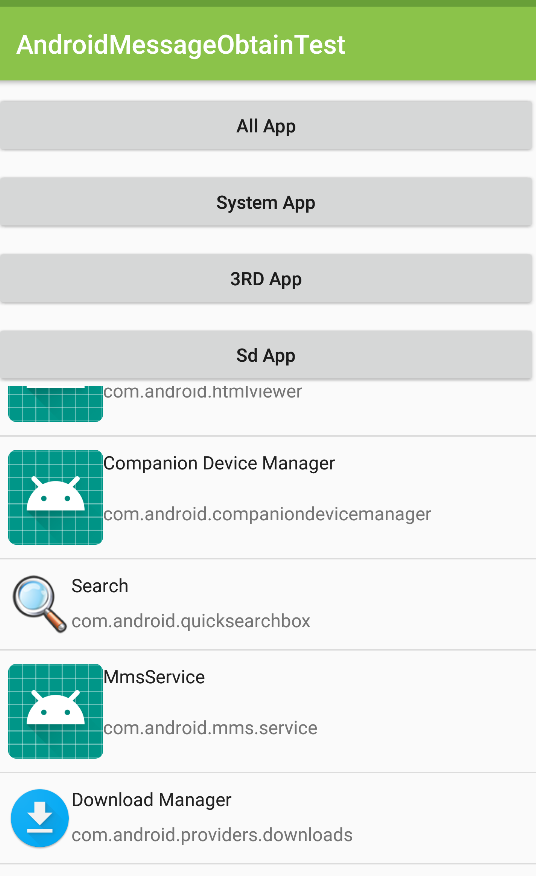 AndroidMessageObtainTest
All App
System App
3RD App
Sd App
com.android.htmlviewer
Companion Device Manager
com.android.companiondevicemanager
Search
com.android.quicksearchbox
MmsService
com.android.mms.service
Download Manager
com.android.providers.downloads